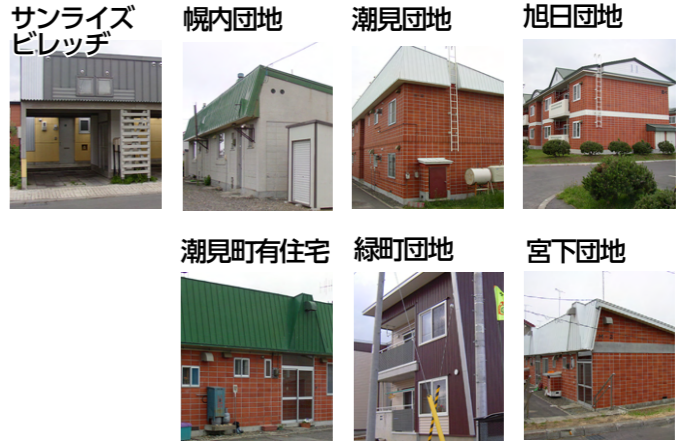 サンライズ
ビレッヂ
幌内団地
潮見団地
旭日団地
潮見町有住宅
緑町団地
宮下団地